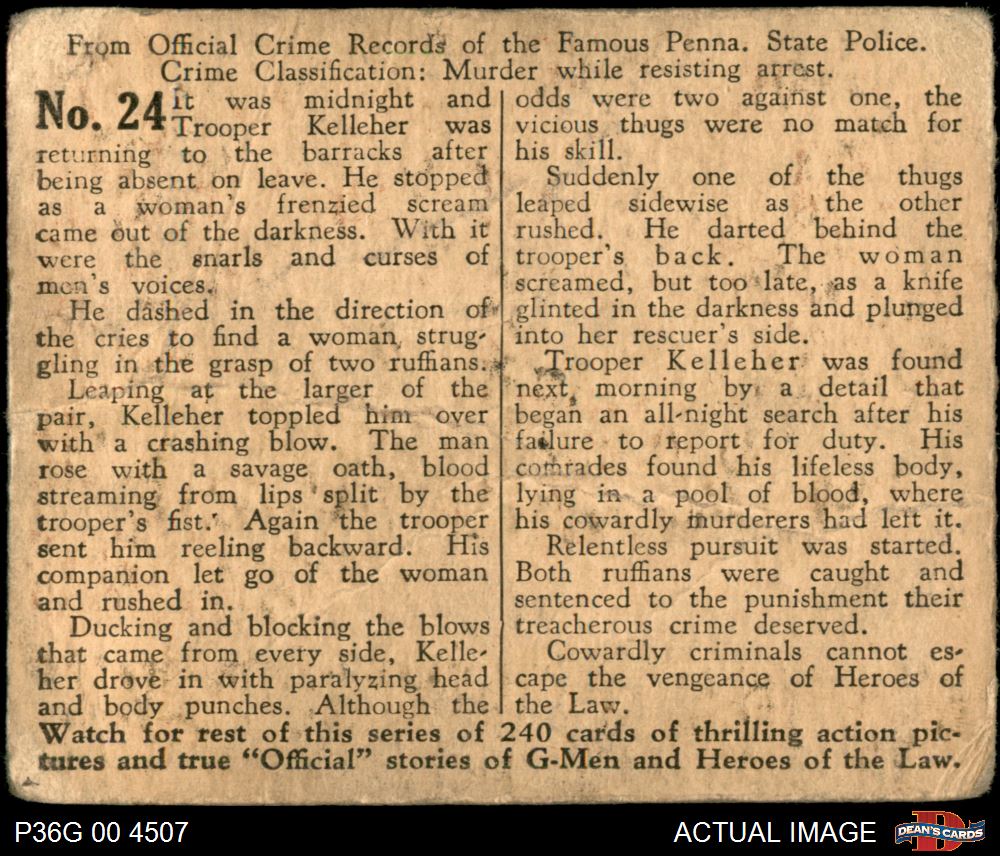 From Official Crime Records of the Famous Penna. State Police.
Crime Classification: Murder while resisting arrest.
No. 24
It was midnight and
Trooper Kelleher was
returning to the barracks after
being absent on leave. He stopped
as a woman's frenzied scream
came out of the darkness. With it
were the snarls and curses of
men's voices.
He dashed in the direction of
the cries to find a woman strug-
gling in the grasp of two ruffians.
Leaping at the larger of the
pair, Kelleher toppled him over
with a crashing blow. The man
rose with a savage oath, blood
streaming from lips split by the
trooper's fist. Again the trooper
sent him reeling backward. His
companion let go of the woman
and rushed in.
Ducking and blocking the blows
that came from every side, Kelle-
her drove in with paralyzing head
and body punches. Although the
odds were two against one, the
vicious thugs were no match for
his skill.
Suddenly one of the thugs
leaped sidewise as the other
rushed. He darted behind the
trooper's back. The woman
screamed, but too late, as a knife
glinted in the darkness and plunged
into her rescuer's side.
Trooper Kelleher was found
next morning by a detail that
began an all-night search after his
failure to report for duty. His
comrades found his lifeless body,
lying in a pool of blood, where
his cowardly murderers had left it.
Relentless pursuit was started.
Both ruffians were caught and
sentenced to the punishment their
treacherous crime deserved.
Cowardly criminals cannot es-
cape the vengeance of Heroes of
the Law.
Watch for rest of this series of 240 cards of thrilling action pic-
tures and true "Official" stories of G-Men and Heroes of the Law.
P36G 00 4507
ACTUAL IMAGE
D
DEAN'S CARDS